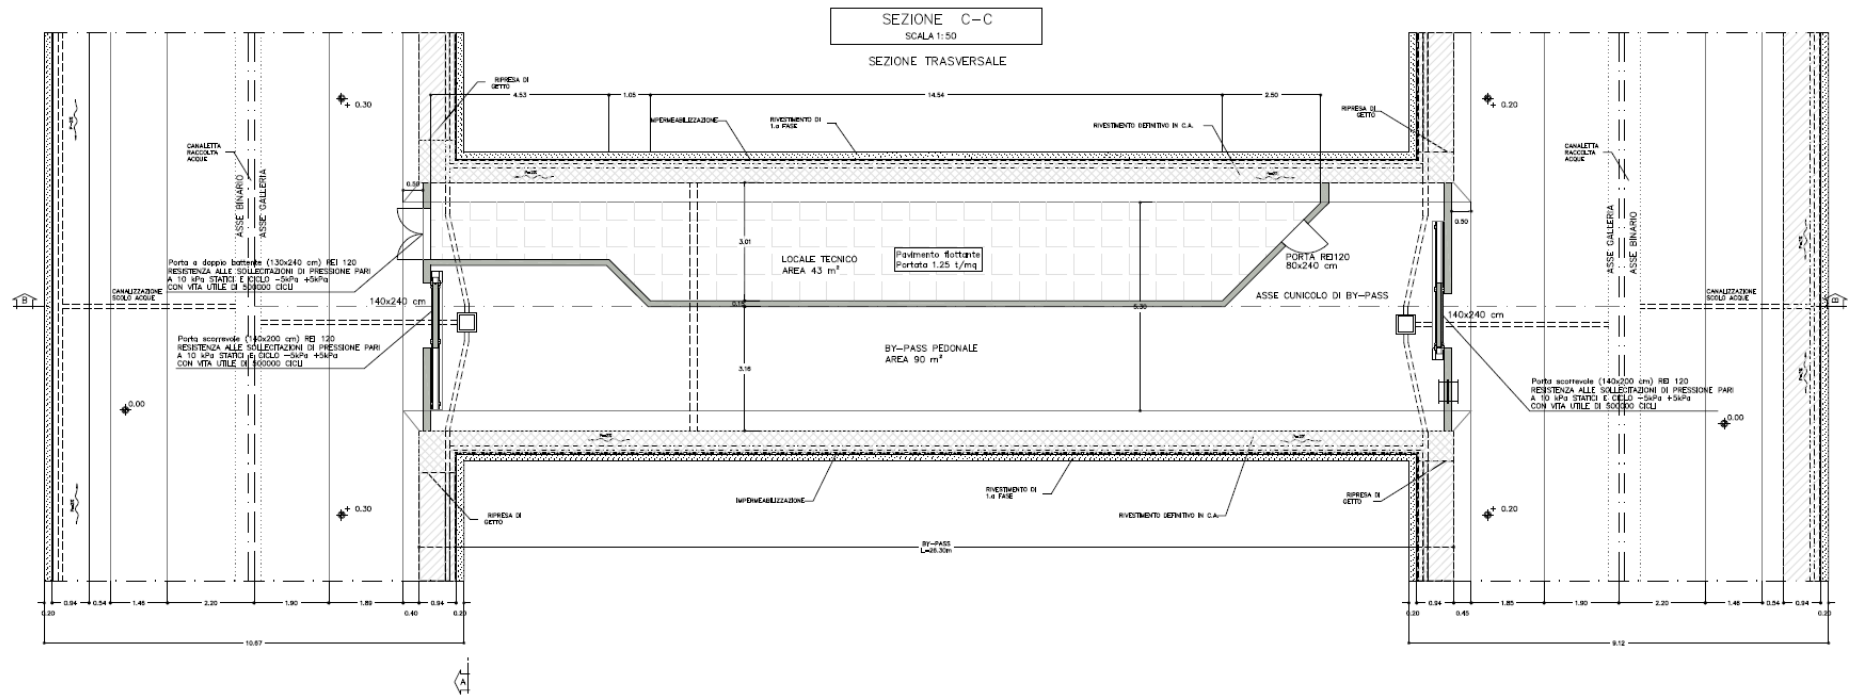 SEZIONE C-C
SCALA 1:50
SEZIONE TRASVERSALE
RIPRESA DI
GETTO
4.53
1.05
14.54
2.50
+ 0.30
+ 0.20
RIPRESA DI
GETTO
IMPERMEABILIZZAZIONE
RIVESTIMENTO DI
1.a FASE
RIVESTIMENTO DEFINITIVO IN C.A.
CANALETTA
RACCOLTA
ACQUE
CANALETTA
RACCOLTA
ACQUE
ASSE BINARIO
ASSE GALLERIA
ASSE GALLERIA
ASSE BINARIO
0.50
0.50
3.01
LOCALE TECNICO
AREA 43 m²
Pavimento flottante
Portata 1.25 t/mq
PORTA REI120
80x240 cm
Porta a doppio battente (130x240 cm) REI 120
RESISTENZA ALLE SOLLECITAZIONI DI PRESSIONE PARI
A 10 kPa STATICI E CICLO -5kPa +5kPa
CON VITA UTILE DI 500000 CICLI
CANALIZZAZIONE
SCOLO ACQUE
CANALIZZAZIONE
SCOLO ACQUE
ASSE CUNICOLO DI BY-PASS
B
B
140x240 cm
140x240 cm
5.30
Porta scorrevole (140x200 cm) REI 120
RESISTENZA ALLE SOLLECITAZIONI DI PRESSIONE PARI
A 10 kPa STATICI E CICLO -5kPa +5kPa
CON VITA UTILE DI 500000 CICLI
BY-PASS PEDONALE
AREA 90 m²
3.16
Porta scorrevole (140x200 cm) REI 120
RESISTENZA ALLE SOLLECITAZIONI DI PRESSIONE PARI
A 10 kPa STATICI E CICLO -5kPa +5kPa
CON VITA UTILE DI 500000 CICLI
0.00
0.00
IMPERMEABILIZZAZIONE
RIVESTIMENTO DI
1.a FASE
RIVESTIMENTO DEFINITIVO IN C.A.
RIPRESA DI
GETTO
RIPRESA DI
GETTO
+ 0.30
+ 0.20
BY-PASS
L=26.30m
0.20
0.94
0.54
1.46
2.20
1.90
1.89
0.40
0.94
0.20
0.20
0.94
0.45
1.85
1.90
2.20
1.46
0.54
0.94
0.20
10.67
9.12
A